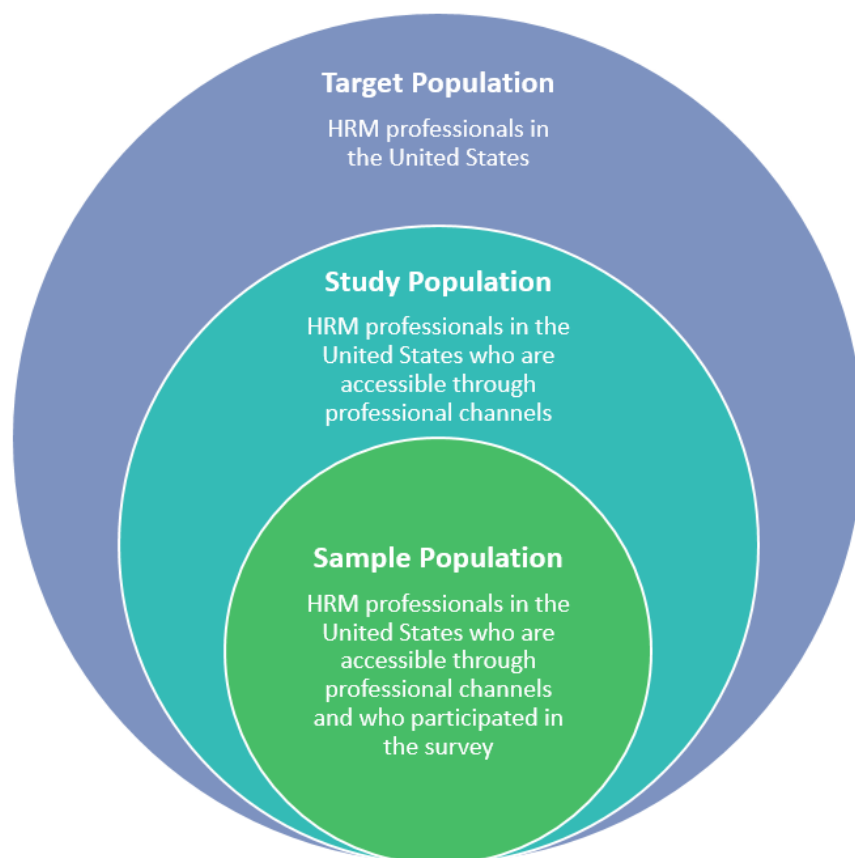 Target Population
HRM professionals in
the United States
Study Population
HRM professionals in the
United States who are
accessible through
professional channels
Sample Population
HRM professionals in the
United States who are
accessible through
professional channels
and who participated in
the survey